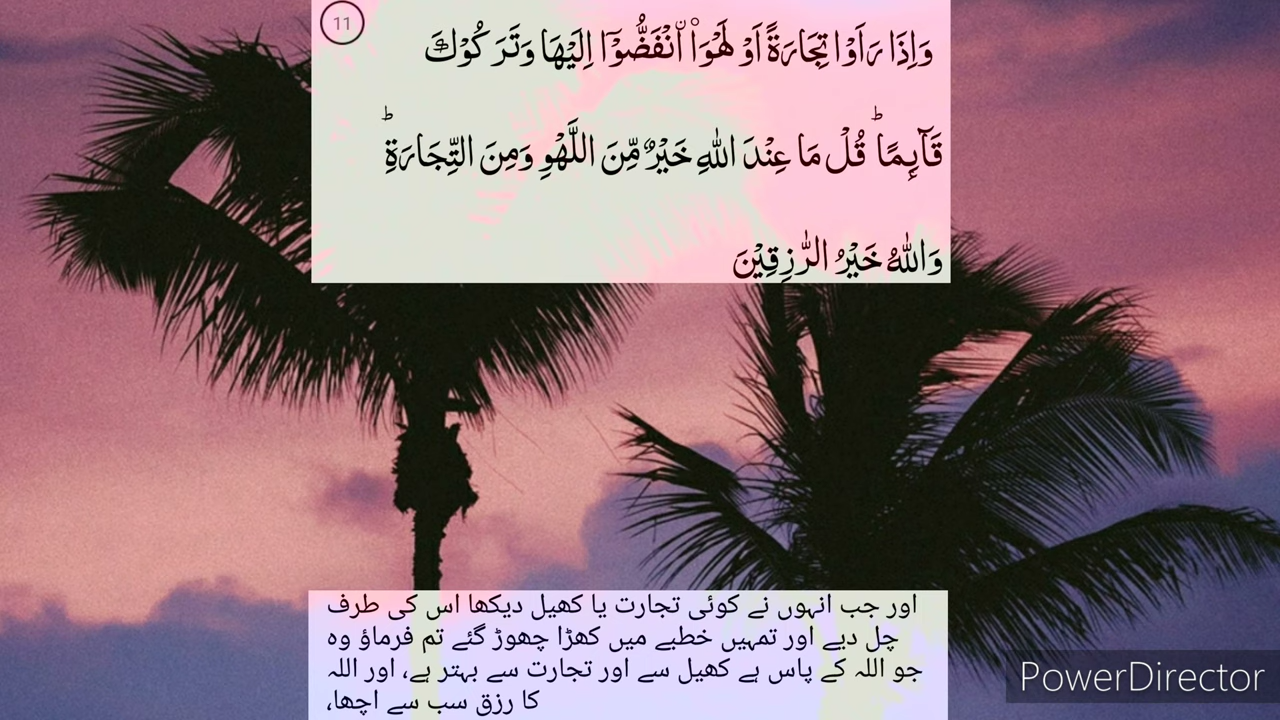 11
وَاِذَا رَاَوْا تِجَارَةً اَوْ لَهْوَا۟ اۨنْفَضُّوْۤا اِلَيْهَا وَتَرَكُوْكَ
قَآئِمًا ؕ قُلْ مَا عِنْدَ اللّٰهِ خَيْرٌ مِّنَ اللَّهْوِ وَمِنَ التِّجَارَةِ ؕ
وَاللّٰهُ خَيْرُ الرّٰزِقِيْنَ
اور جب انہوں نے کوئی تجارت یا کھیل دیکھا اس کی طرف
چل دیے اور تمہیں خطبے میں کھڑا چھوڑ گئے تم فرماؤ وہ
جو اللہ کے پاس ہے کھیل سے اور تجارت سے بہتر ہے، اور اللہ
کا رزق سب سے اچھا،
PowerDirector